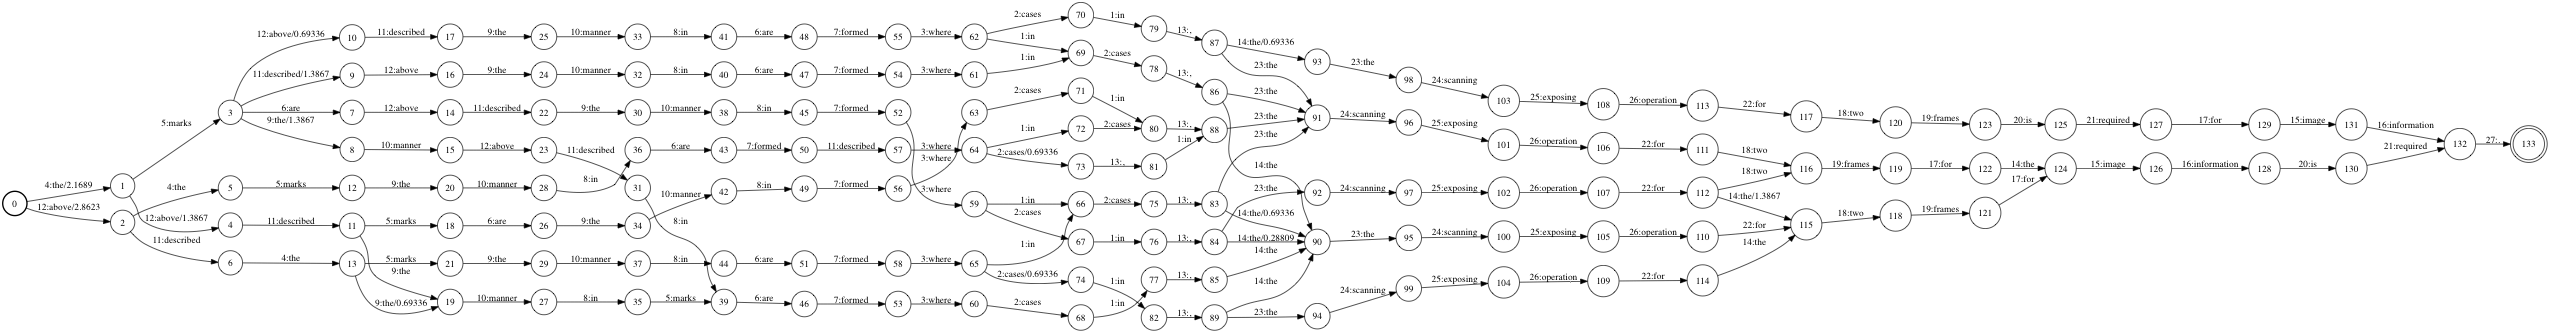 70
2:cases 1:in 79
12:above/0.69336 10 11:described 17 9:the 25 10:manner 33 8:in 41 6:are 48 7:formed 55 3:where 62 13:, 87 14:the/0.69336
1:in 69 2:cases 23:the 93 23:the
11:described/1.3867 9 12:above 16 9:the 24 10:manner 32 8:in 40 6:are 47 7:formed 54 3:where 61 1:in 78 13:, 98 24:scanning
3 6:are 7 12:above 14 11:described 22 9:the 30 10:manner 38 8:in 45 7:formed 52 63 2:cases 71 1:in 86 23:the 103 25:exposing 108 26:operation 113 22:for 117 18:two 120 19:frames 123 20:is 125 21:required 127 17:for 129 15:image 131 16:information
5:marks 9:the/1.3867 91 24:scanning 96 25:exposing
1:in 72 2:cases 80 13:, 88 23:the 132 27:. 133
8 10:manner 15 12:above 23 11:described 36 6:are 43 7:formed 50 11:described 57 3:where 64 1:in 23:the 101 26:operation 106 22:for 111 18:two 21:required
3:where 2:cases/0.69336 73 13:, 81 14:the 116 19:frames 119 17:for 122 14:the 124 15:image 126 16:information 128 20:is 130
4:the/2.1689 1 4:the 5 5:marks 12 9:the 20 10:manner 28 8:in 31 10:manner 42 8:in 49 7:formed 56 3:where 23:the 92 24:scanning 97 25:exposing 102 26:operation 107 22:for 112 18:two 17:for
0 12:above/2.8623 2 12:above/1.3867 59 1:in 66 2:cases 75 13:, 83 14:the/0.69336 14:the/1.3867
4 11:described 11 5:marks 18 6:are 26 9:the 34 8:in 2:cases 115 18:two 118 19:frames 121
11:described 67 1:in 76 13:, 84 14:the/0.28809 90 23:the 95 24:scanning 100 25:exposing 105 26:operation 110 22:for
6 4:the 13 5:marks 21 9:the 29 10:manner 37 8:in 44 6:are 51 7:formed 58 3:where 65 1:in 14:the 14:the
9:the 2:cases/0.69336 74 1:in 77 13:, 85 14:the 99 25:exposing 104 26:operation 109 22:for 114
9:the/0.69336 19 10:manner 27 8:in 35 5:marks 39 6:are 46 7:formed 53 3:where 60 2:cases 1:in 24:scanning
68 82 13:, 89 23:the 94